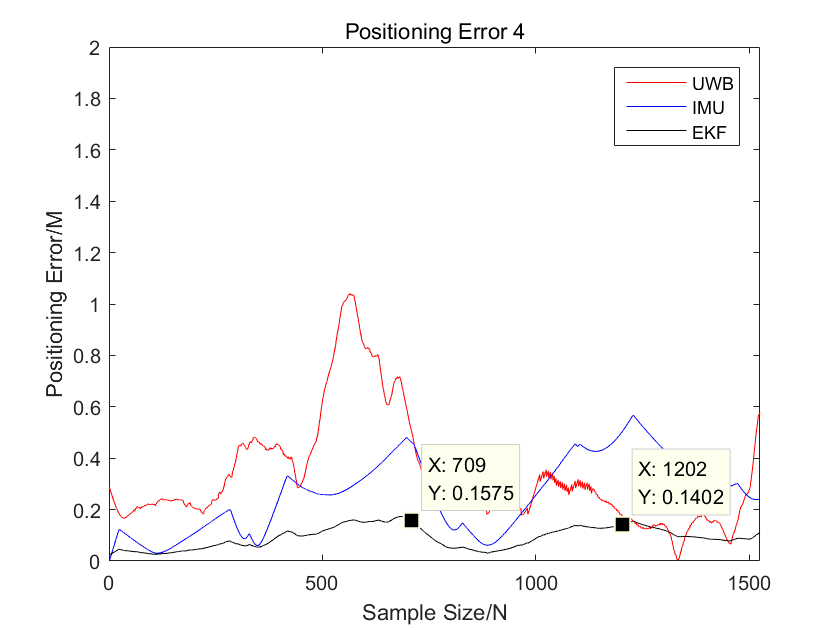 Positioning Error 4
2
1.8
1.6
1.4
1.2
1
0.8
0.6
0.4
0.2
0
Positioning Error/M
UWB
IMU
EKF
X: 709
Y: 0.1575
X: 1202
Y: 0.1402
0
500
1000
1500
Sample Size/N